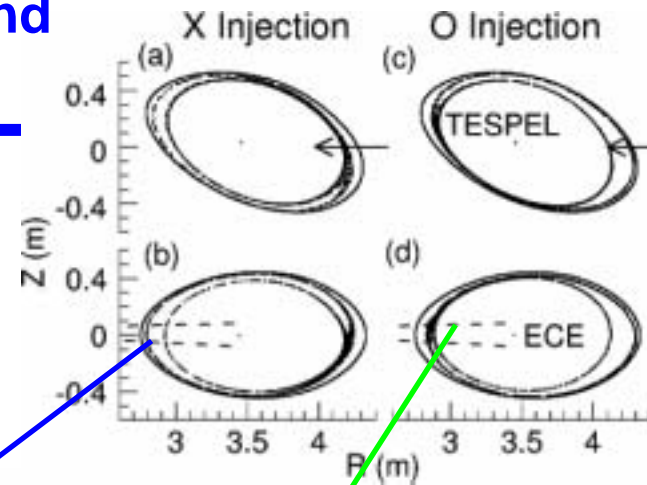 nd
X Injection O Injection
(a) (c)
0.4
0
-0.4
TESPEL
Z (m)
(b) (d)
0.4
0
-0.4
ECE
3 3.5 4 3 3.5 4
R (m)